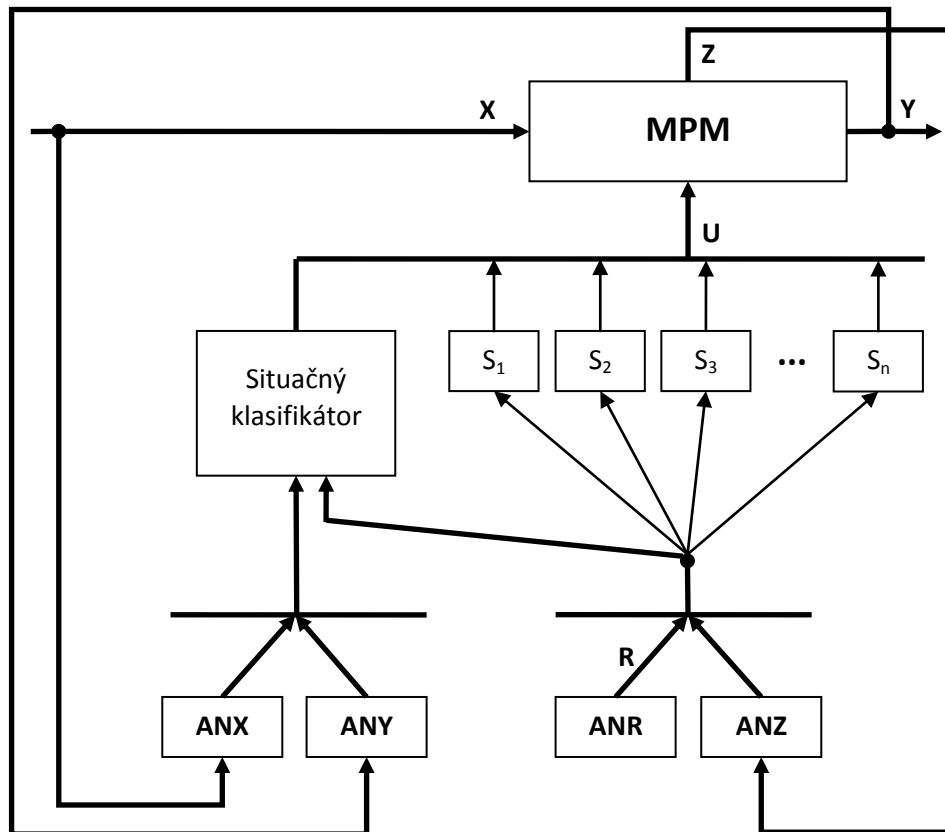 Z
X
MPM
Y
U
Situačný
klasifikátor
S₁
S₂
S₃
...
Sₙ
R
ANX
ANY
ANR
ANZ